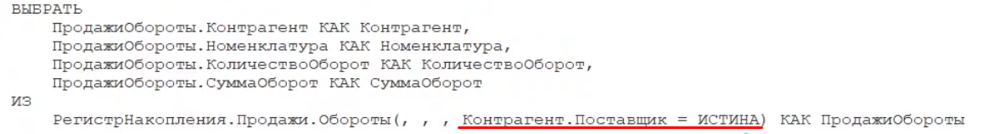 ВЫБРАТЬ
ПродажиОбороты.Контрагент КАК Контрагент,
ПродажиОбороты.Номенклатура КАК Номенклатура,
ПродажиОбороты.КоличествоОборот КАК КоличествоОборот,
ПродажиОбороты.СуммаОборот КАК СуммаОборот
ИЗ
РегистрНакопления.Продажи.Обороты(, , , Контрагент.Поставщик = ИСТИНА) КАК ПродажиОбороты